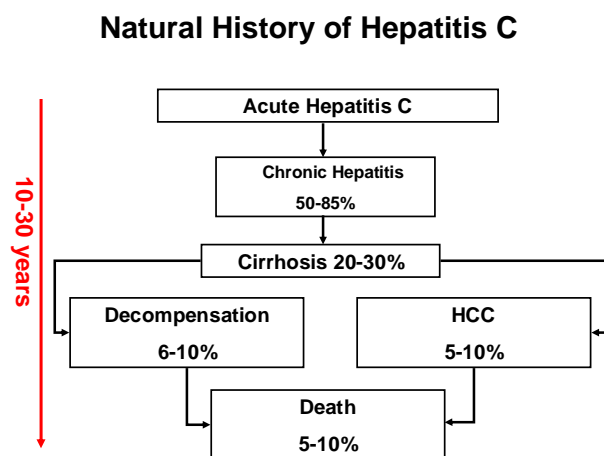 Natural History of Hepatitis C
10-30 years
Acute Hepatitis C
Chronic Hepatitis
50-85%
Cirrhosis 20-30%
Decompensation
6-10%
HCC
5-10%
Death
5-10%